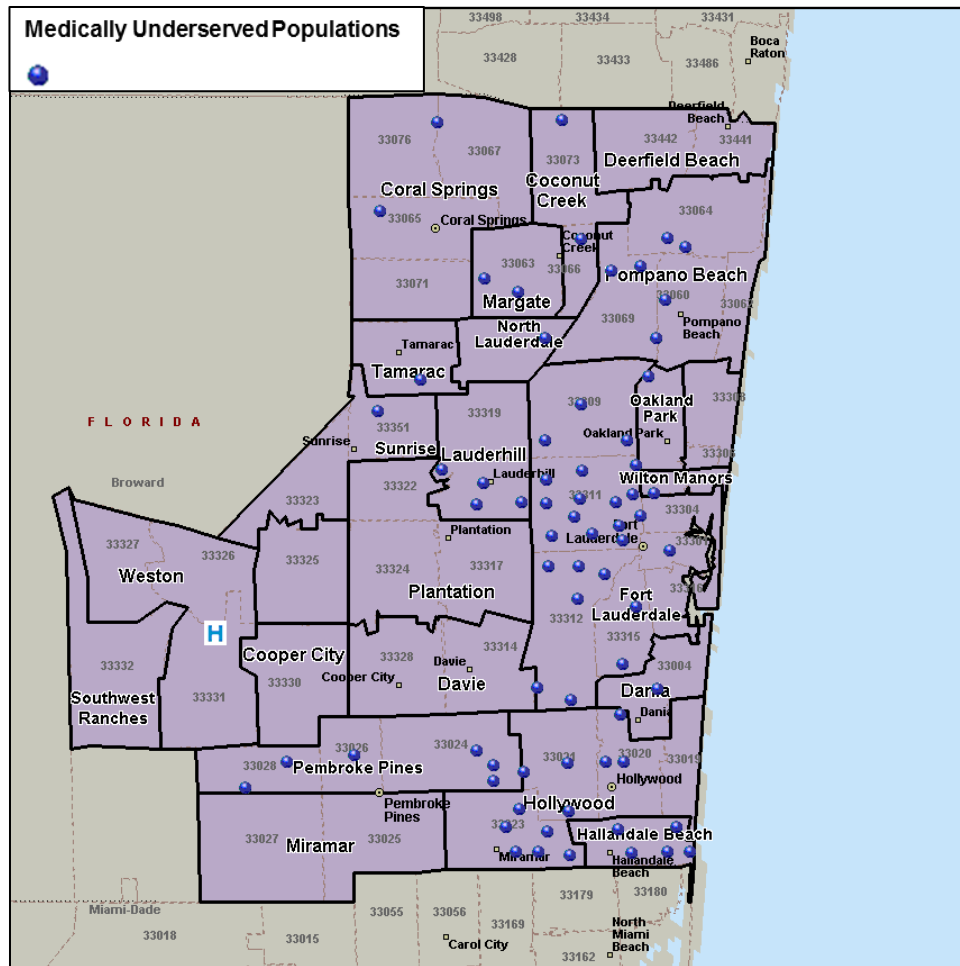 Medically Underserved Populations
33498
33434
33431
Boca
Raton
33428
33433
33486
Deerfield
Beach
33076
33067
33073
33442
33441
Deerfield Beach
Coral Springs
Coconut
Creek
33065
Coral Springs
33064
Coconut
Creek
33063
33066
33071
Pompano Beach
Margate
33060
33062
33069
Pompano
Beach
North
Lauderdale
Tamarac
Tamarac
33309
Oakland
Park
33308
FLORIDA
33319
33351
Oakland Park
Sunrise
Sunrise
Lauderhill
33305
Lauderhill
Wilton Manors
Broward
33322
33311
33323
33304
33327
33326
33325
Plantation
Fort
Lauderdale
33301
Weston
33324
33317
33316
Plantation
Fort
Lauderdale
33312
H
33315
33314
Cooper City
33328
33332
33330
Davie
33004
Cooper City
Davie
Dania
33331
Southwest
Ranches
Dania
33026
33024
33021
33020
33019
33028
Pembroke Pines
Hollywood
Pembroke
Pines
Hollywood
33023
33027
33025
Hallandale Beach
Miramar
Miramar
Hallandale
Beach
33179
33180
Miami-Dade
33055
33056
33169
33018
33015
Carol City
North
Miami
Beach
33162